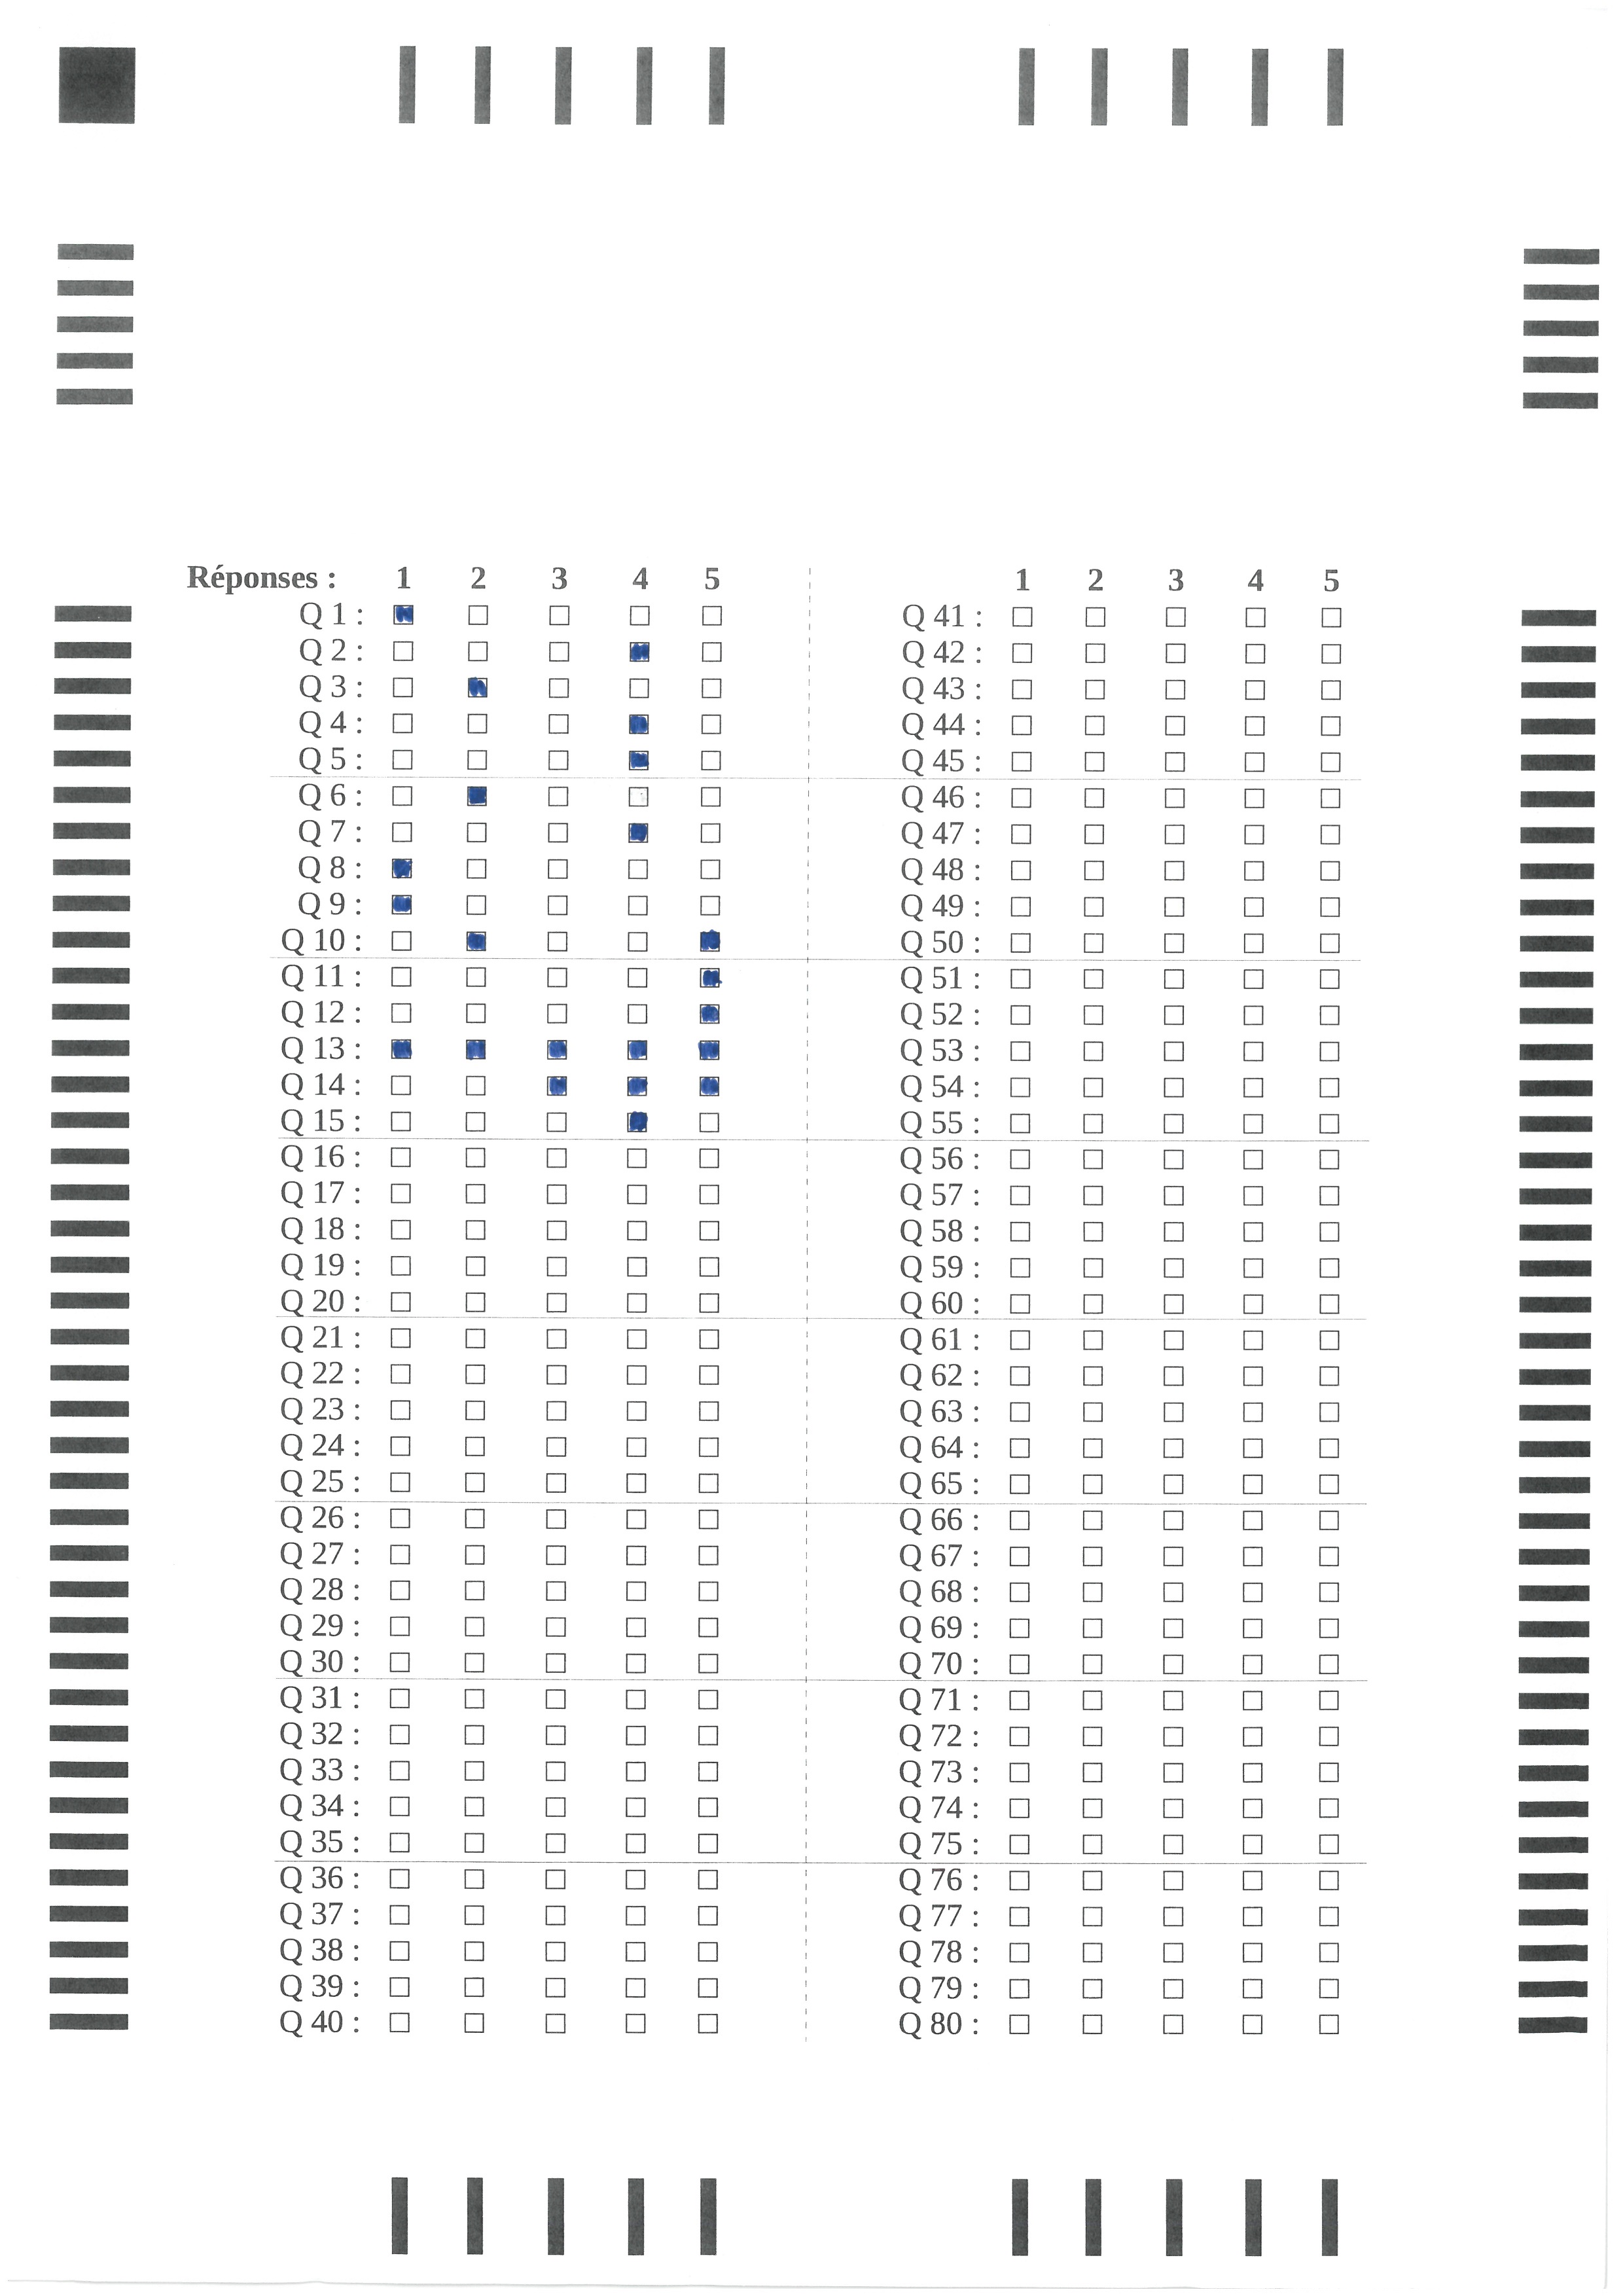 Réponses : 1 2 3 4 5
Q 1 :
Q 2 :
Q 3 :
Q 4 :
Q 5 :
Q 6 :
Q 7 :
Q 8 :
Q 9 :
Q 10 :
Q 11 :
Q 12 :
Q 13 :
Q 14 :
Q 15 :
Q 16 :
Q 17 :
Q 18 :
Q 19 :
Q 20 :
Q 21 :
Q 22 :
Q 23 :
Q 24 :
Q 25 :
Q 26 :
Q 27 :
Q 28 :
Q 29 :
Q 30 :
Q 31 :
Q 32 :
Q 33 :
Q 34 :
Q 35 :
Q 36 :
Q 37 :
Q 38 :
Q 39 :
Q 40 :
1 2 3 4 5
Q 41 :
Q 42 :
Q 43 :
Q 44 :
Q 45 :
Q 46 :
Q 47 :
Q 48 :
Q 49 :
Q 50 :
Q 51 :
Q 52 :
Q 53 :
Q 54 :
Q 55 :
Q 56 :
Q 57 :
Q 58 :
Q 59 :
Q 60 :
Q 61 :
Q 62 :
Q 63 :
Q 64 :
Q 65 :
Q 66 :
Q 67 :
Q 68 :
Q 69 :
Q 70 :
Q 71 :
Q 72 :
Q 73 :
Q 74 :
Q 75 :
Q 76 :
Q 77 :
Q 78 :
Q 79 :
Q 80 :